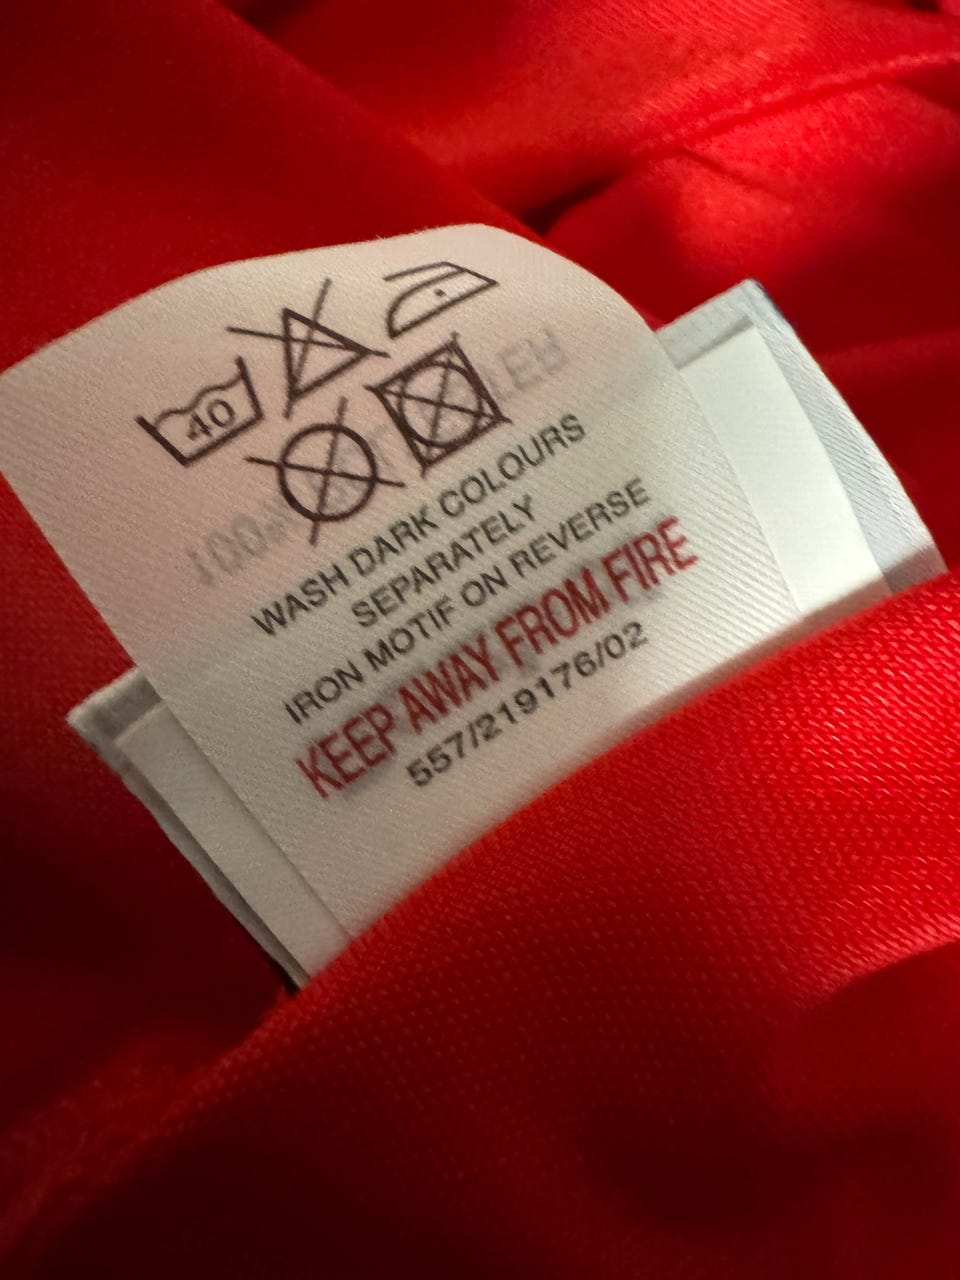 40
WASH DARK COLOURS
SEPARATELY
IRON MOTIF ON REVERSE
KEEP AWAY FROM FIRE
557/219176/02